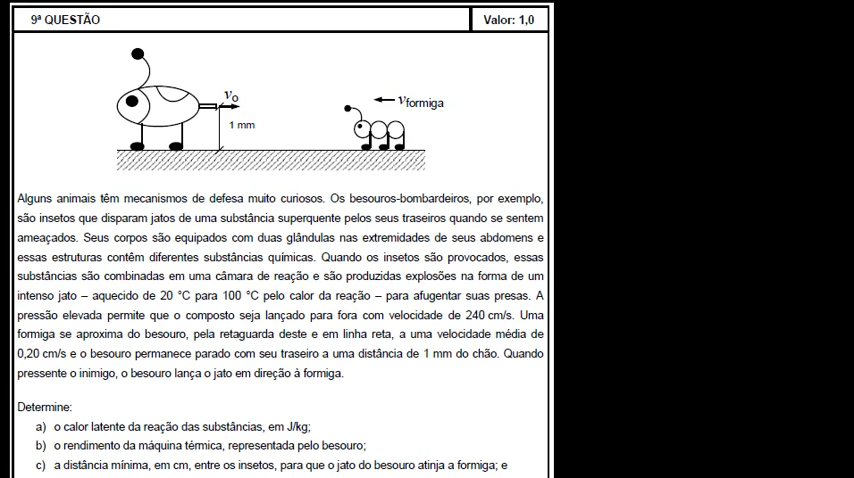 9ª QUESTÃO
Valor: 1,0
vo
vformiga
1 mm
Alguns animais têm mecanismos de defesa muito curiosos. Os besouros-bombardeiros, por exemplo,
são insetos que disparam jatos de uma substância superquente pelos seus traseiros quando se sentem
ameaçados. Seus corpos são equipados com duas glândulas nas extremidades de seus abdomens e
essas estruturas contêm diferentes substâncias químicas. Quando os insetos são provocados, essas
substâncias são combinadas em uma câmara de reação e são produzidas explosões na forma de um
intenso jato – aquecido de 20 °C para 100 °C pelo calor da reação – para afugentar suas presas. A
pressão elevada permite que o composto seja lançado para fora com velocidade de 240 cm/s. Uma
formiga se aproxima do besouro, pela retaguarda deste e em linha reta, a uma velocidade média de
0,20 cm/s e o besouro permanece parado com seu traseiro a uma distância de 1 mm do chão. Quando
pressente o inimigo, o besouro lança o jato em direção à formiga.
Determine:
a) o calor latente da reação das substâncias, em J/kg;
b) o rendimento da máquina térmica, representada pelo besouro;
c) a distância mínima, em cm, entre os insetos, para que o jato do besouro atinja a formiga; e